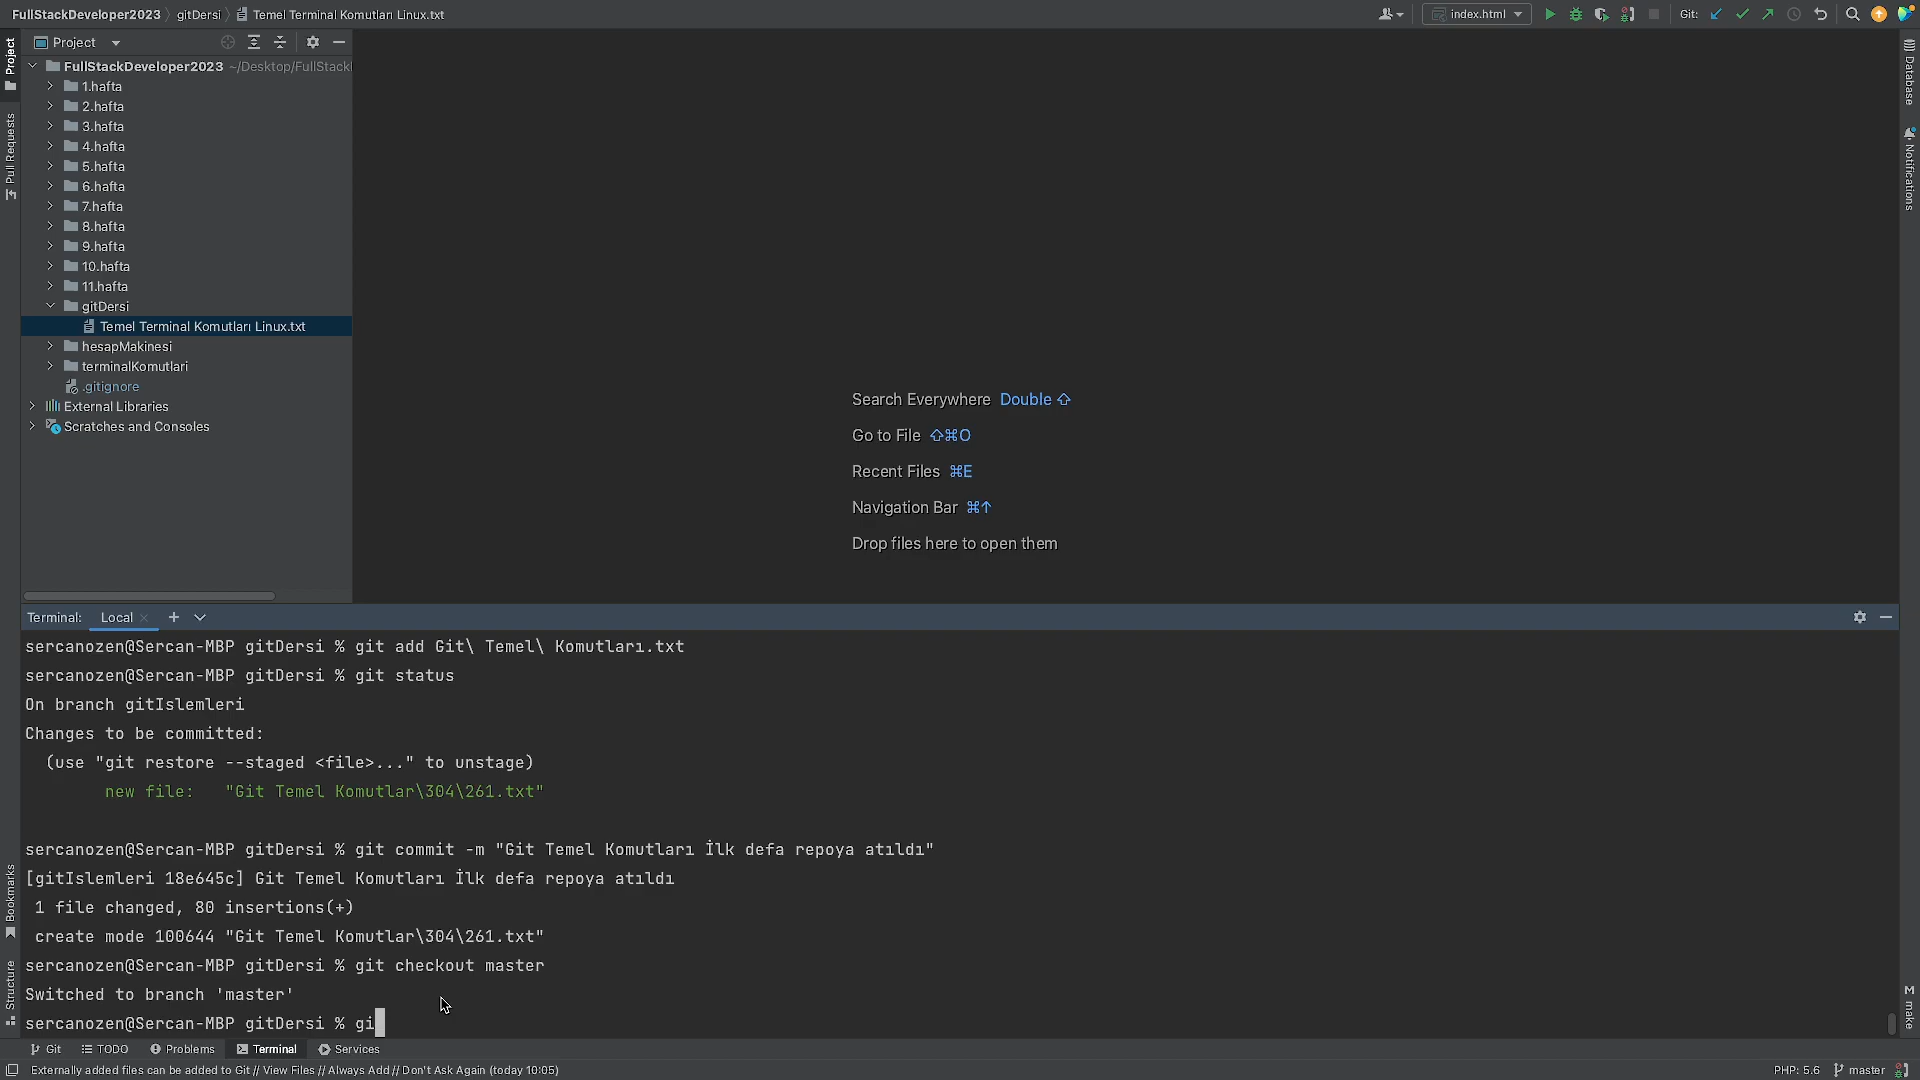 FullStackDeveloper2023 gitDersi Temel Terminal Komutları Linux.txt
index.html
Git:
Project
Project
Pull Requests
Bookmarks
Structure
Database
Notifications
make
FullStackDeveloper2023 ~/Desktop/FullStack
1.hafta
2.hafta
3.hafta
4.hafta
5.hafta
6.hafta
7.hafta
8.hafta
9.hafta
10.hafta
11.hafta
gitDersi
Temel Terminal Komutları Linux.txt
hesapMakinesi
terminalKomutlari
.gitignore
External Libraries
Scratches and Consoles
Search Everywhere Double ⇧
Go to File ⇧⌘O
Recent Files ⌘E
Navigation Bar ⌘↑
Drop files here to open them
Terminal: Local
sercanozen@Sercan-MBP gitDersi % git add Git\ Temel\ Komutları.txt
sercanozen@Sercan-MBP gitDersi % git status
On branch gitIslemleri
Changes to be committed:
(use "git restore --staged <file>..." to unstage)
new file:   "Git Temel Komutlar\304\261.txt"
sercanozen@Sercan-MBP gitDersi % git commit -m "Git Temel Komutları İlk defa repoya atıldı"
[gitIslemleri 18e645c] Git Temel Komutları İlk defa repoya atıldı
1 file changed, 80 insertions(+)
create mode 100644 "Git Temel Komutlar\304\261.txt"
sercanozen@Sercan-MBP gitDersi % git checkout master
Switched to branch 'master'
sercanozen@Sercan-MBP gitDersi % gi
Git TODO Problems Terminal Services
Externally added files can be added to Git // View Files // Always Add // Don't Ask Again (today 10:05)
PHP: 5.6 master